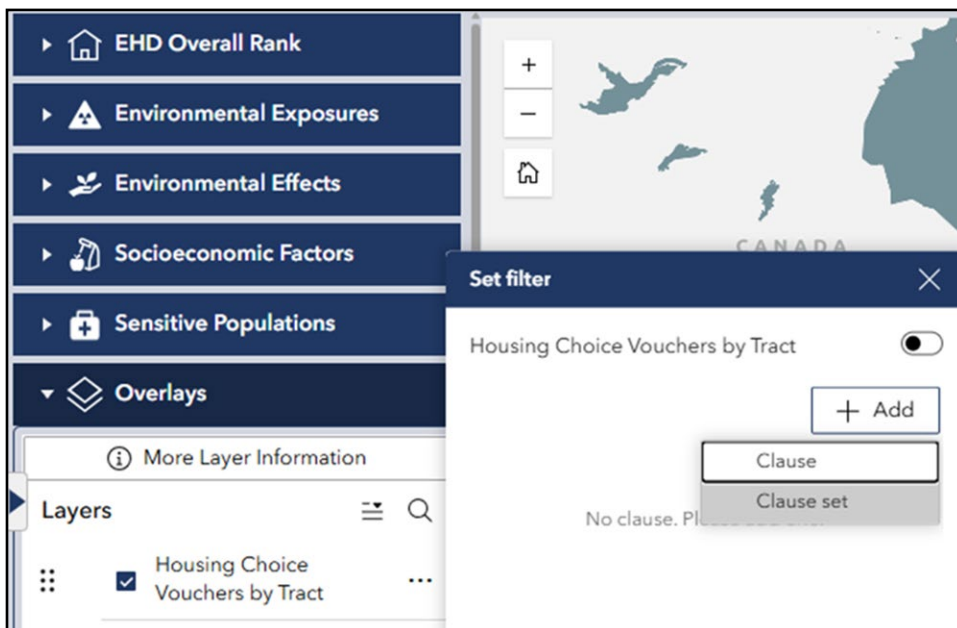 EHD Overall Rank
Environmental Exposures
Environmental Effects
Socioeconomic Factors
Sensitive Populations
Overlays
More Layer Information
Layers
Housing Choice
Vouchers by Tract
CANADA
Set filter
Housing Choice Vouchers by Tract
+ Add
Clause
Clause set
No clause.